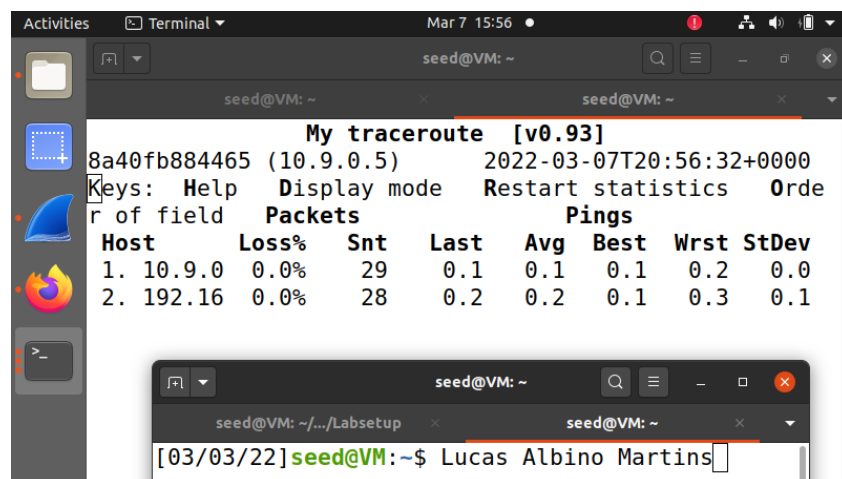 Activities Terminal Mar 7 15:56
seed@VM: ~
seed@VM: ~ seed@VM: ~
My traceroute [v0.93]
8a40fb884465 (10.9.0.5) 2022-03-07T20:56:32+0000
Keys: Help Display mode Restart statistics Orde
r of field Packets Pings
Host Loss% Snt Last Avg Best Wrst StDev
1. 10.9.0 0.0% 29 0.1 0.1 0.1 0.2 0.0
2. 192.16 0.0% 28 0.2 0.2 0.1 0.3 0.1
seed@VM: ~
seed@VM: ~/.../Labsetup seed@VM: ~
[03/03/22]seed@VM:~$ Lucas Albino Martins